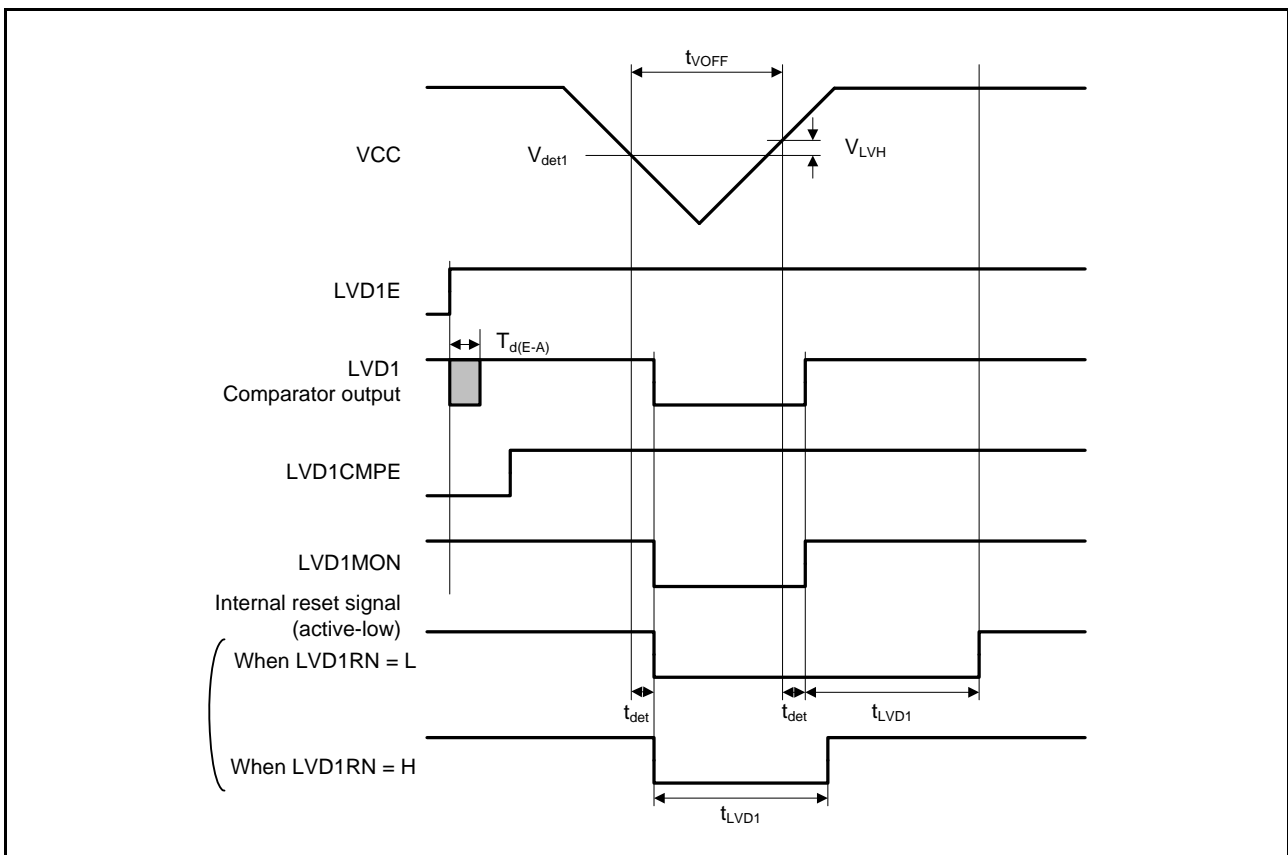 tVOFF
VCC
Vdet1
VLVH
LVD1E
Td(E-A)
LVD1
Comparator output
LVD1CMPE
LVD1MON
Internal reset signal
(active-low)
When LVD1RN = L
tdet
tdet
tLVD1
When LVD1RN = H
tLVD1